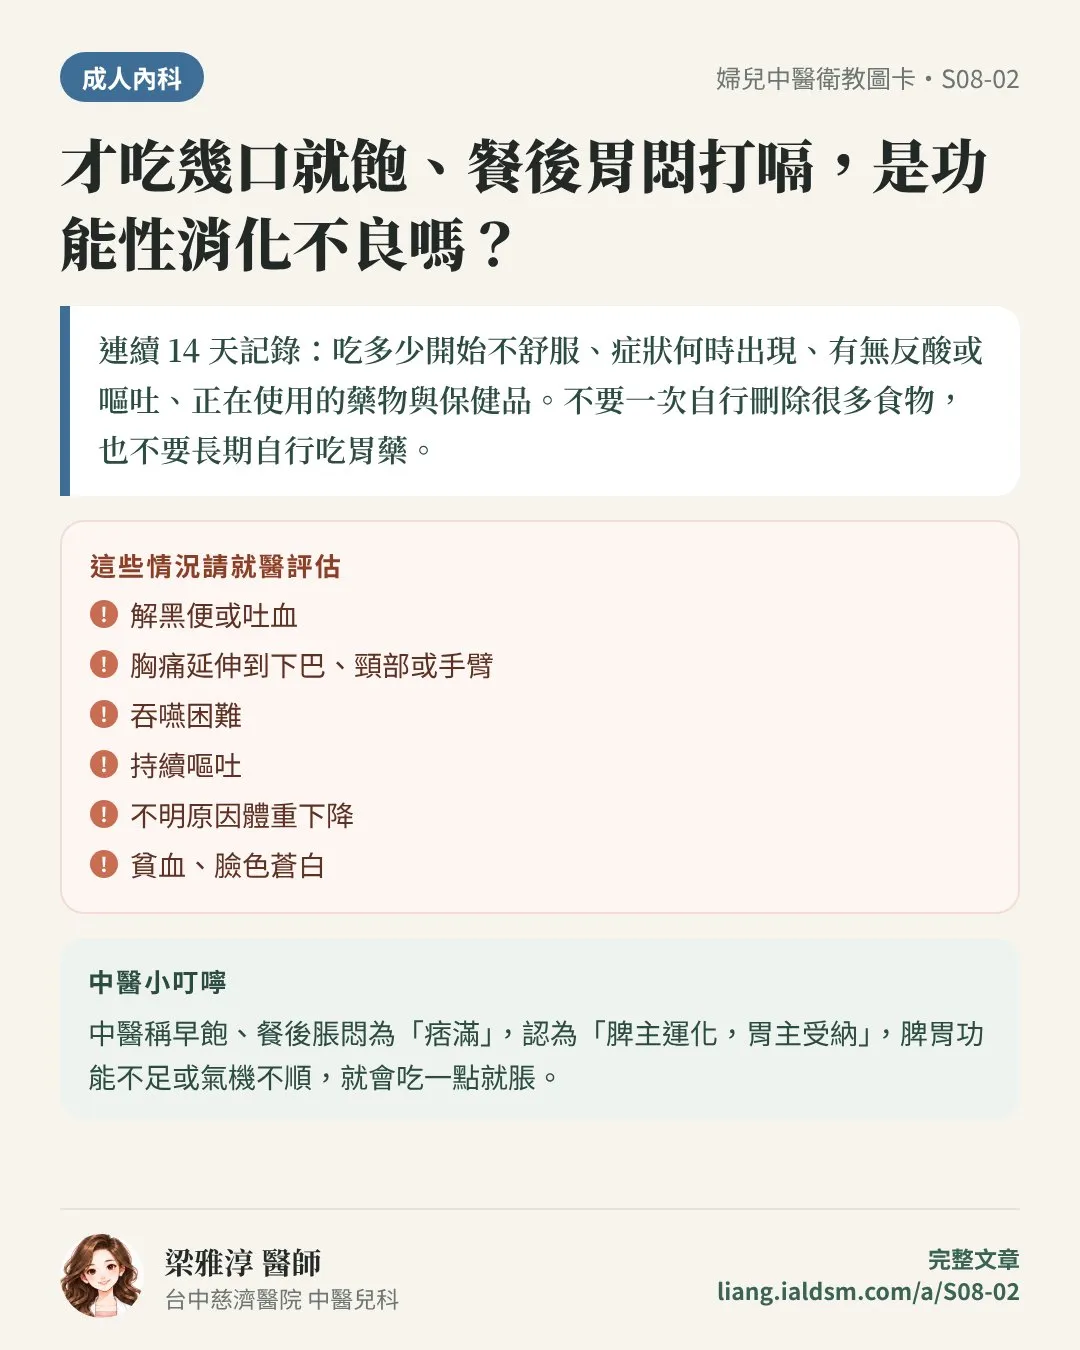 成人內科
婦兒中醫衛教圖卡・S08-02
才吃幾口就飽、餐後胃悶打嗝，是功
能性消化不良嗎？
連續 14 天記錄：吃多少開始不舒服、症狀何時出現、有無反酸或
嘔吐、正在使用的藥物與保健品。不要一次自行刪除很多食物，
也不要長期自行吃胃藥。
這些情況請就醫評估
! 解黑便或吐血
! 胸痛延伸到下巴、頸部或手臂
! 吞嚥困難
! 持續嘔吐
! 不明原因體重下降
! 貧血、臉色蒼白
中醫小叮嚀
中醫稱早飽、餐後脹悶為「痞滿」，認為「脾主運化，胃主受納」，脾胃功
能不足或氣機不順，就會吃一點就脹。
梁雅淳 醫師
台中慈濟醫院 中醫兒科
完整文章
liang.ialdsm.com/a/S08-02